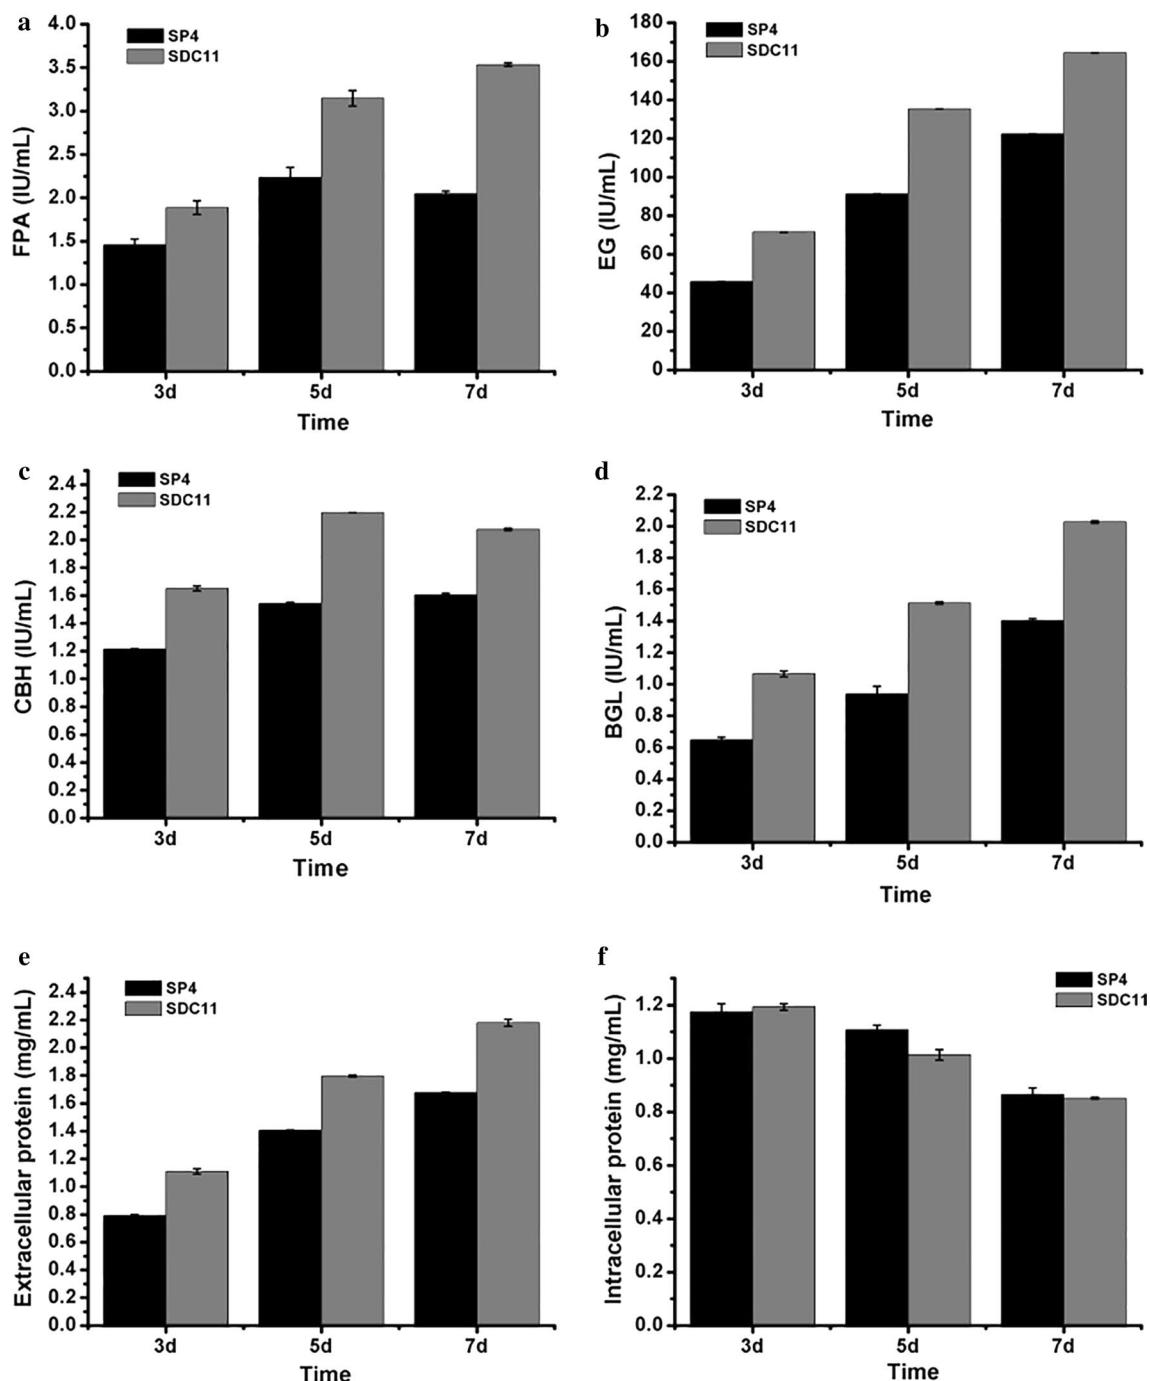 a
SP4
SDC11
FPA (IU/mL)
4.0
3.5
3.0
2.5
2.0
1.5
1.0
0.5
0.0
3d 5d 7d
Time
b
SP4
SDC11
EG (IU/mL)
180
160
140
120
100
80
60
40
20
0
3d 5d 7d
Time
c
SP4
SDC11
CBH (IU/mL)
2.4
2.2
2.0
1.8
1.6
1.4
1.2
1.0
0.8
0.6
0.4
0.2
0.0
3d 5d 7d
Time
d
SP4
SDC11
BGL (IU/mL)
2.2
2.0
1.8
1.6
1.4
1.2
1.0
0.8
0.6
0.4
0.2
0.0
3d 5d 7d
Time
e
SP4
SDC11
Extracellular protein (mg/mL)
2.4
2.2
2.0
1.8
1.6
1.4
1.2
1.0
0.8
0.6
0.4
0.2
0.0
3d 5d 7d
Time
f
SP4
SDC11
Intracellular protein (mg/mL)
1.2
1.0
0.8
0.6
0.4
0.2
0.0
3d 5d 7d
Time